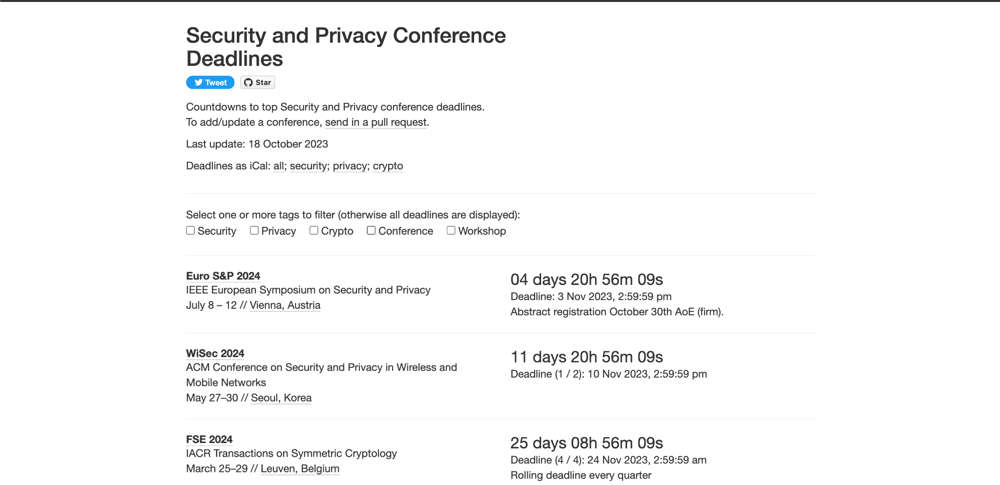 Security and Privacy Conference
Deadlines
Tweet
Star
Countdowns to top Security and Privacy conference deadlines.
To add/update a conference, send in a pull request.
Last update: 18 October 2023
Deadlines as iCal: all; security; privacy; crypto
Select one or more tags to filter (otherwise all deadlines are displayed):
Security Privacy Crypto Conference Workshop
Euro S&P 2024
IEEE European Symposium on Security and Privacy
July 8 – 12 // Vienna, Austria
04 days 20h 56m 09s
Deadline: 3 Nov 2023, 2:59:59 pm
Abstract registration October 30th AoE (firm).
WiSec 2024
ACM Conference on Security and Privacy in Wireless and
Mobile Networks
May 27–30 // Seoul, Korea
11 days 20h 56m 09s
Deadline (1 / 2): 10 Nov 2023, 2:59:59 pm
FSE 2024
IACR Transactions on Symmetric Cryptology
March 25–29 // Leuven, Belgium
25 days 08h 56m 09s
Deadline (4 / 4): 24 Nov 2023, 2:59:59 am
Rolling deadline every quarter